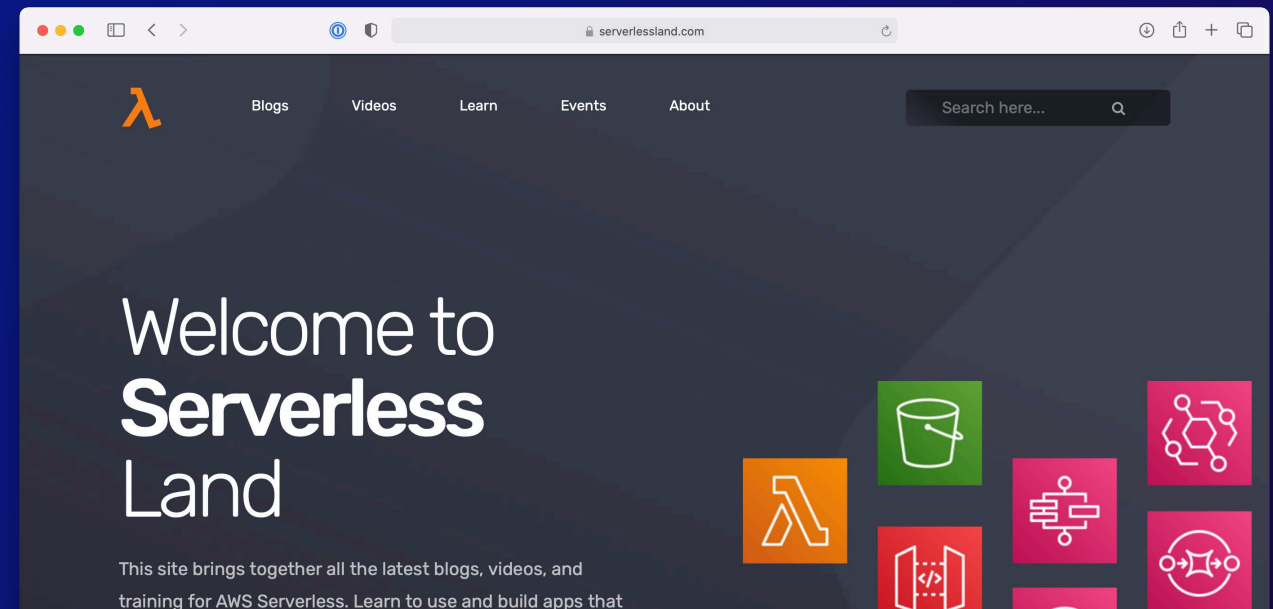 serverlessland.com
Blogs Videos Learn Events About Search here...
Welcome to
Serverless
Land
This site brings together all the latest blogs, videos, and
training for AWS Serverless. Learn to use and build apps that